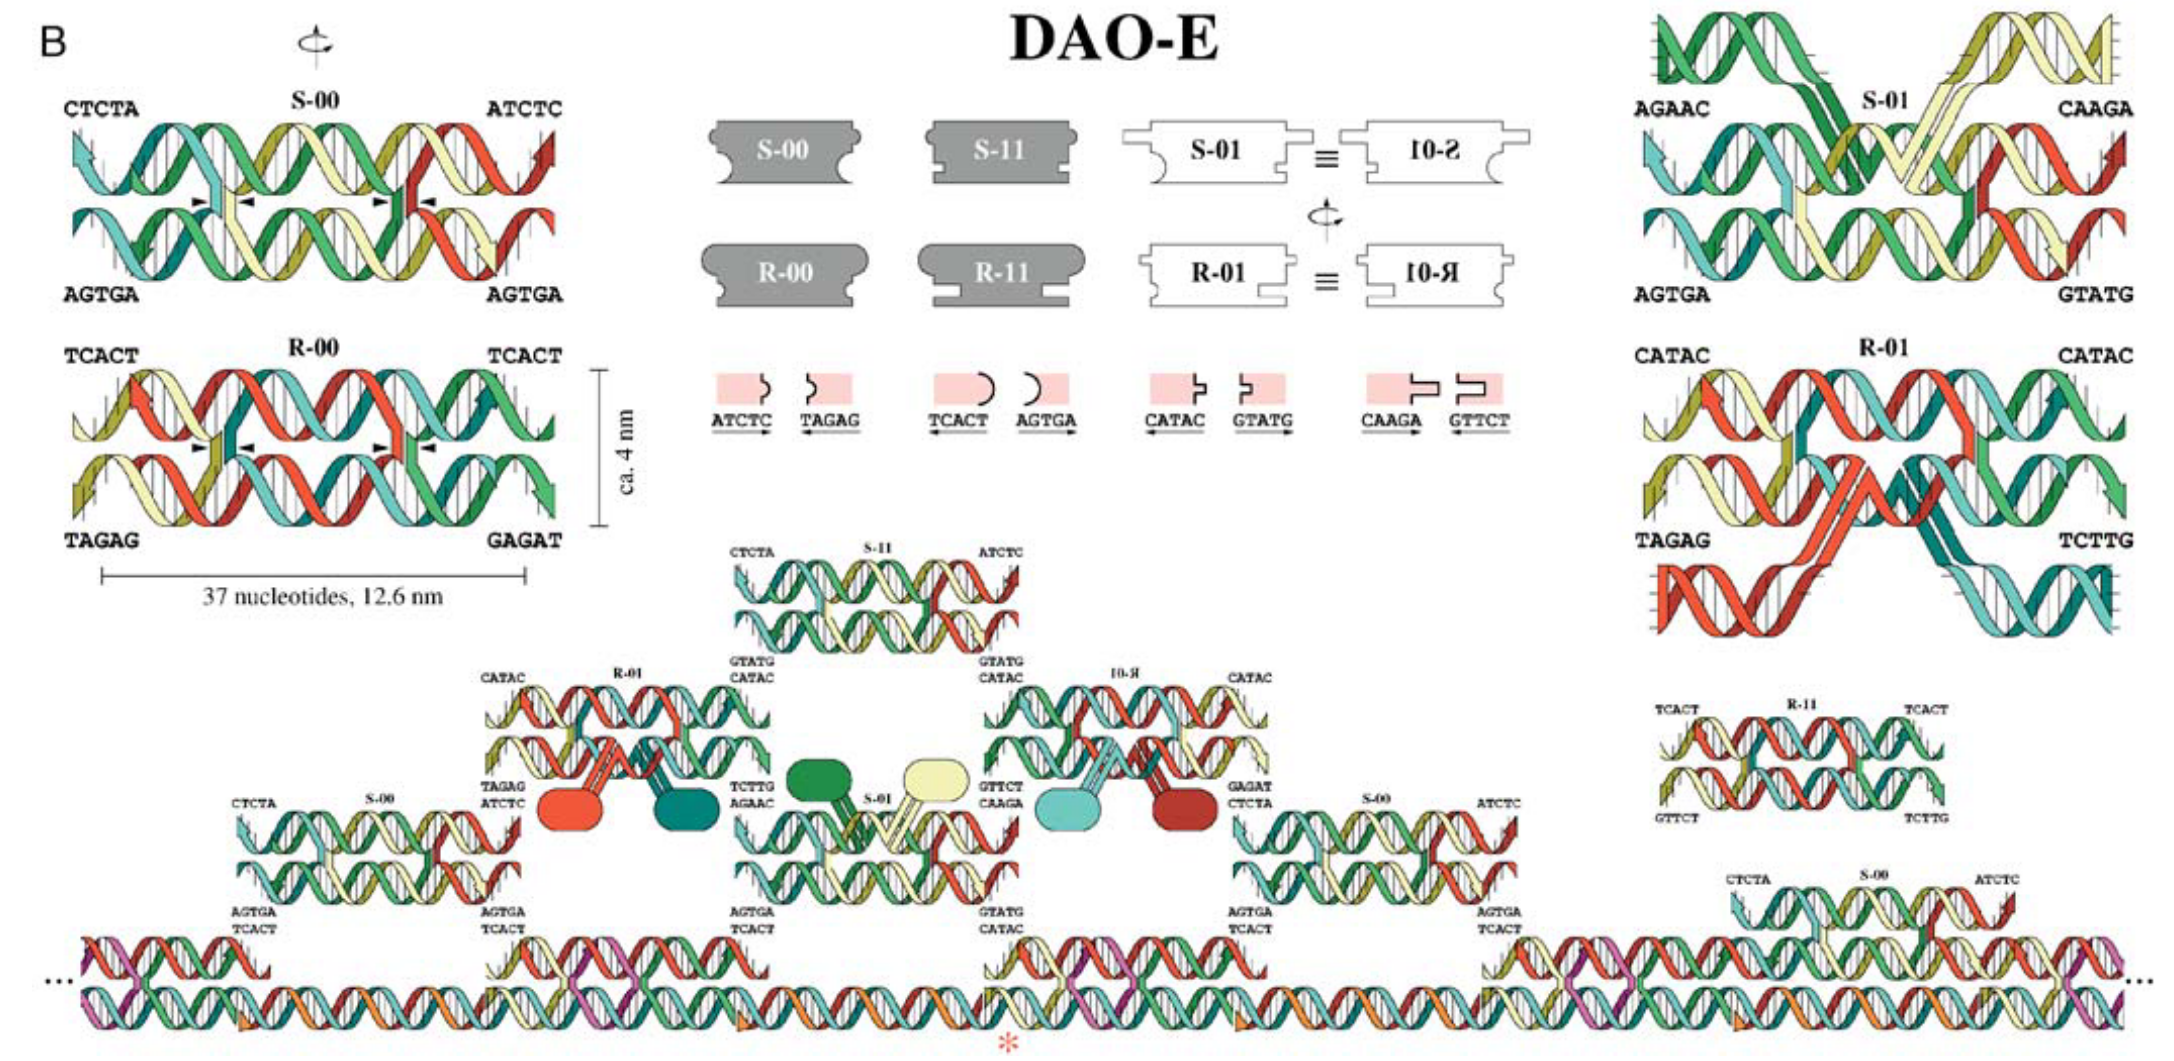 B
DAO-E
S-00
CTCTA ATCTC
AGTGA AGTGA
R-00
TCACT TCACT
TAGAG GAGAT
ca. 4 nm
37 nucleotides, 12.6 nm
S-00 S-11 S-01 ≡ S-01
R-00 R-11 R-01 ≡ R-01
ATCTC TAGAG TCACT AGTGA CATAC GTATG CAAGA GTTCT
S-01
AGAAC CAAGA
AGTGA GTATG
R-01
CATAC CATAC
TAGAG TCTTG
S-11
CTCTA ATCTC
GTATG GTATG
R-01
CATAC CATAC
TAGAG TCTTG
R-01
CATAC CATAC
GTTCT GAGAT
S-00
CTCTA ATCTC
AGTGA AGTGA
S-01
AGAAC CAAGA
AGTGA GTATG
S-00
CTCTA ATCTC
AGTGA AGTGA
R-11
TCACT TCACT
GTTCT TCTTG
S-00
CTCTA ATCTC
TCACT TCACT TCACT CATAC TCACT TCACT
... ...
*